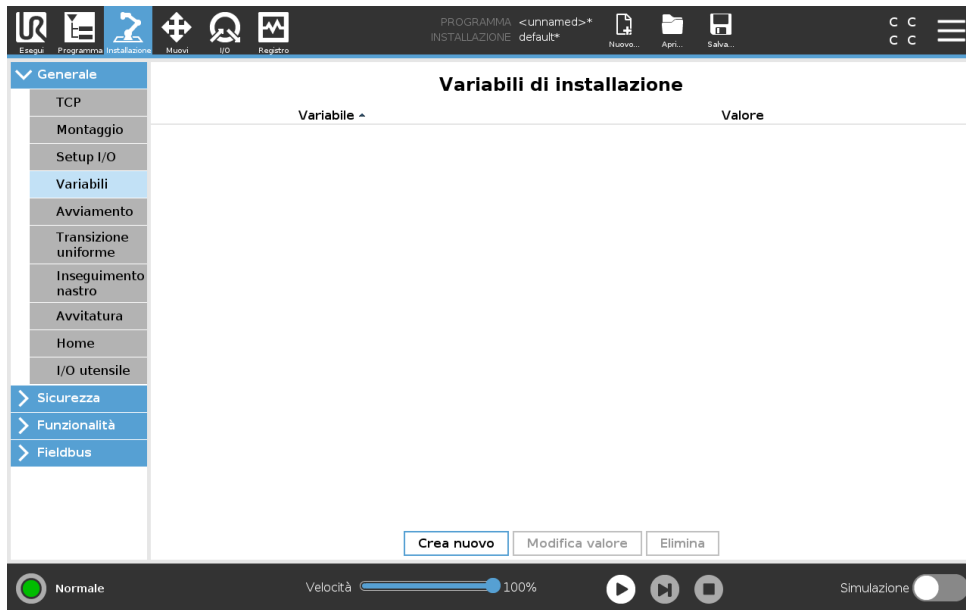 PROGRAMMA <unnamed>*
INSTALLAZIONE default*
Esegui Programma Installazione Muovi I/O Registro Nuovo... Apri... Salva...
C C
C C
Generale
TCP
Montaggio
Setup I/O
Variabili
Avviamento
Transizione
uniforme
Inseguimento
nastro
Avvitatura
Home
I/O utensile
Sicurezza
Funzionalità
Fieldbus
Variabili di installazione
Variabile Valore
Crea nuovo Modifica valore Elimina
Normale Velocità 100% Simulazione